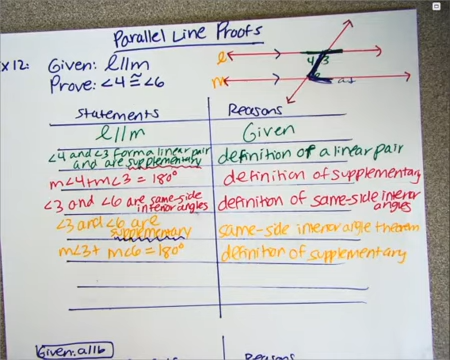 Parallel Line Proofs
x 12: Given: l||m
Prove: ∠4 ≅ ∠6
l
m
4 3
Statements Reasons
l||m Given
∠4 and ∠3 form a linear pair and are supplementary definition of a linear pair
m∠4+m∠3 = 180° definition of supplementary
∠3 and ∠6 are same-side interior angles definition of same-side interior angles
∠3 and ∠6 are supplementary same-side interior angle theorem
m∠3+ m∠6 = 180° definition of supplementary
Given: a||b
Reasons